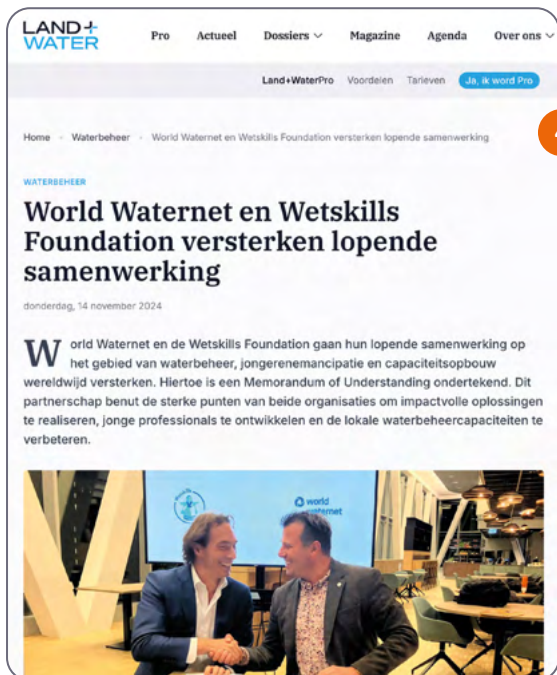 LAND+
WATER
Pro Actueel Dossiers Magazine Agenda Over ons
Land+WaterPro Voordelen Tarieven Ja, ik word Pro
Home - Waterbeheer - World Waternet en Wetskills Foundation versterken lopende samenwerking
WATERBEHEER
World Waternet en Wetskills
Foundation versterken lopende
samenwerking
donderdag, 14 november 2024
World Waternet en de Wetskills Foundation gaan hun lopende samenwerking op
het gebied van waterbeheer, jongerenemancipatie en capaciteitsopbouw
wereldwijd versterken. Hiertoe is een Memorandum of Understanding ondertekend. Dit
partnerschap benut de sterke punten van beide organisaties om impactvolle oplossingen
te realiseren, jonge professionals te ontwikkelen en de lokale waterbeheercapaciteiten te
verbeteren.
world
waternet